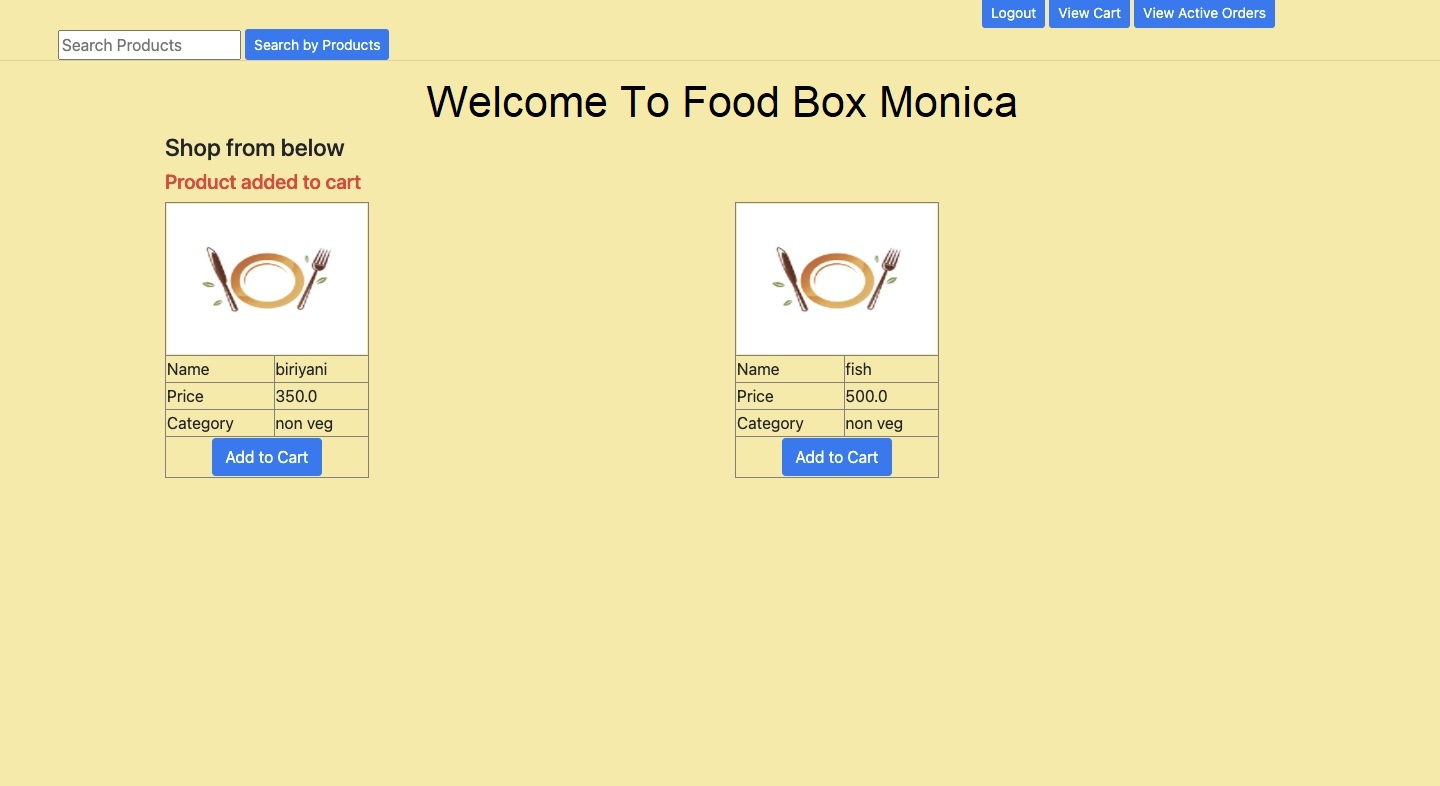 Logout View Cart View Active Orders
Search Products Search by Products
Welcome To Food Box Monica
Shop from below
Product added to cart
Name biriyani
Price 350.0
Category non veg
Add to Cart
Name fish
Price 500.0
Category non veg
Add to Cart